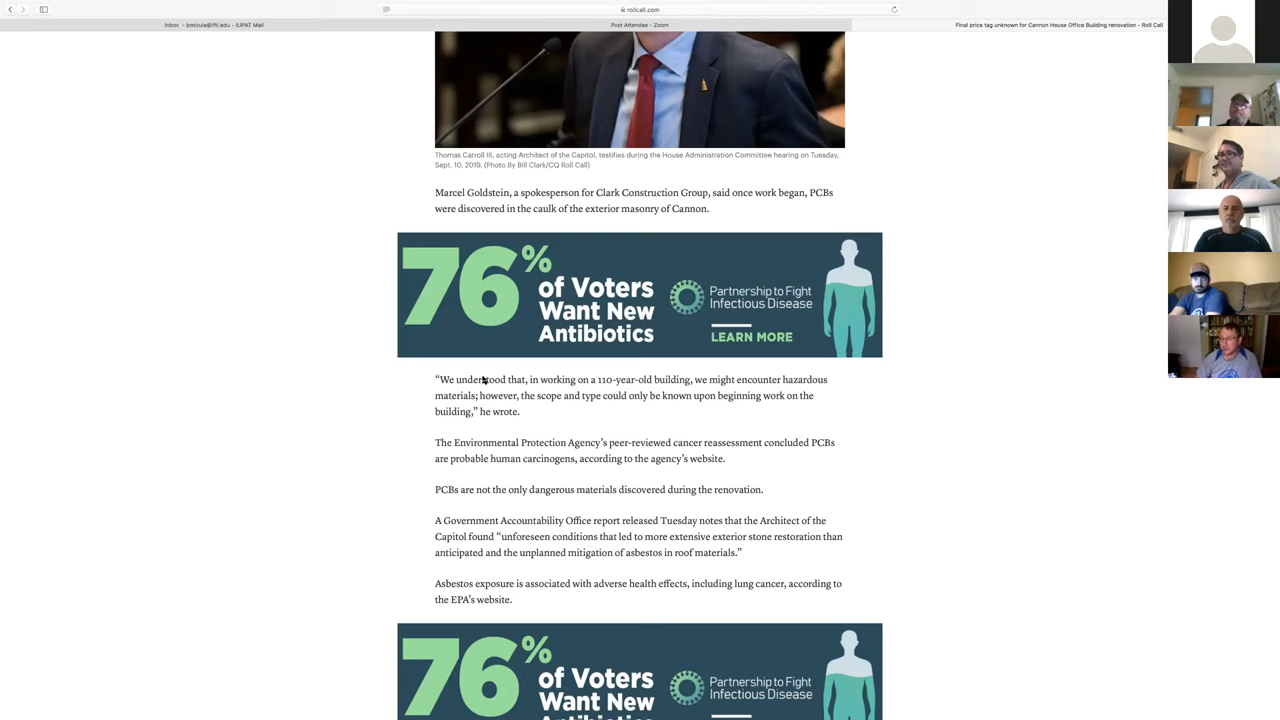 rollcall.com
Inbox - bmizula@ifti.edu - IUPAT Mail
Post Attendee - Zoom
Final price tag unknown for Cannon House Office Building renovation - Roll Call
Thomas Carroll III, acting Architect of the Capitol, testifies during the House Administration Committee hearing on Tuesday,
Sept. 10, 2019. (Photo By Bill Clark/CQ Roll Call)
Marcel Goldstein, a spokesperson for Clark Construction Group, said once work began, PCBs
were discovered in the caulk of the exterior masonry of Cannon.
76%
of Voters
Want New
Antibiotics
Partnership to Fight
Infectious Disease
LEARN MORE
“We understood that, in working on a 110-year-old building, we might encounter hazardous
materials; however, the scope and type could only be known upon beginning work on the
building,” he wrote.
The Environmental Protection Agency’s peer-reviewed cancer reassessment concluded PCBs
are probable human carcinogens, according to the agency’s website.
PCBs are not the only dangerous materials discovered during the renovation.
A Government Accountability Office report released Tuesday notes that the Architect of the
Capitol found “unforeseen conditions that led to more extensive exterior stone restoration than
anticipated and the unplanned mitigation of asbestos in roof materials.”
Asbestos exposure is associated with adverse health effects, including lung cancer, according to
the EPA’s website.
76%
of Voters
Want New
Antibiotics
Partnership to Fight
Infectious Disease